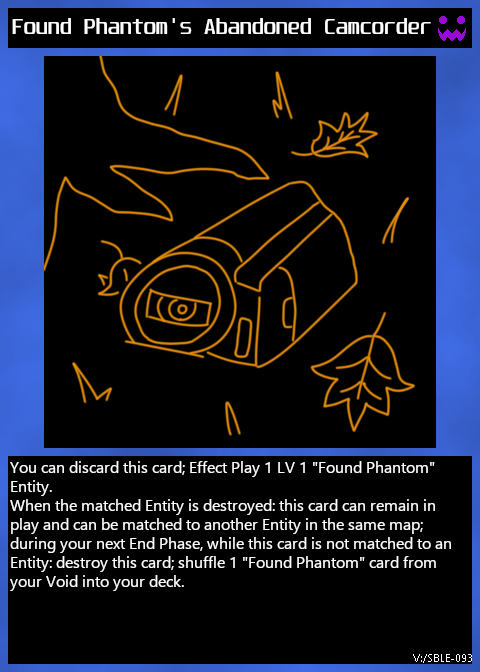 Found Phantom's Abandoned Camcorder
You can discard this card; Effect Play 1 LV 1 "Found Phantom"
Entity.
When the matched Entity is destroyed: this card can remain in
play and can be matched to another Entity in the same map;
during your next End Phase, while this card is not matched to an
Entity: destroy this card; shuffle 1 "Found Phantom" card from
your Void into your deck.
V:/SBLE-093